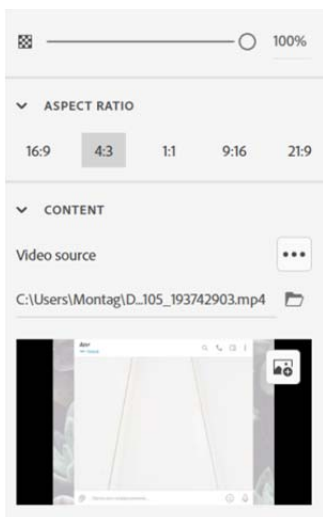 100%
ASPECT RATIO
16:9 4:3 1:1 9:16 21:9
CONTENT
Video source
C:\Users\Montag\D...105_193742903.mp4